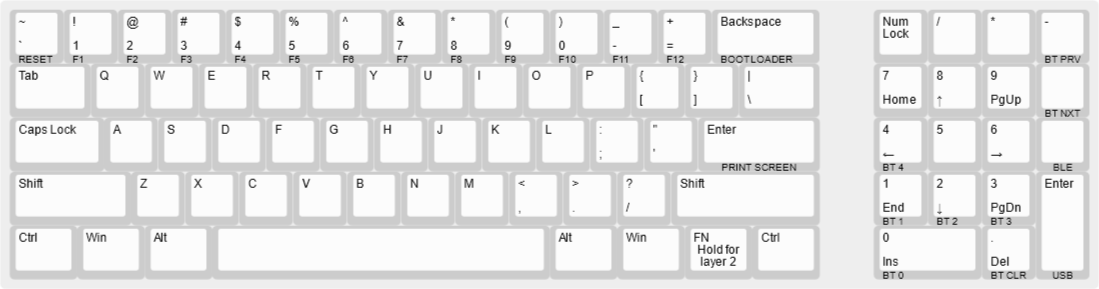 ~ ! @ # $ % ^ & * ( ) _ + Backspace Num / * -
Lock
` 1 2 3 4 5 6 7 8 9 0 - =
RESET F1 F2 F3 F4 F5 F6 F7 F8 F9 F10 F11 F12 BOOTLOADER BT PRV
Tab Q W E R T Y U I O P { } | 7 8 9
[ ] \ Home ↑ PgUp
BT NXT
Caps Lock A S D F G H J K L : " Enter 4 5 6
; ' ← →
PRINT SCREEN BT 4 BLE
Shift Z X C V B N M < > ? Shift 1 2 3 Enter
, . / End ↓ PgDn
BT 1 BT 2 BT 3
Ctrl Win Alt Alt Win FN Ctrl 0 .
Hold for
layer 2 Ins Del
BT 0 BT CLR USB